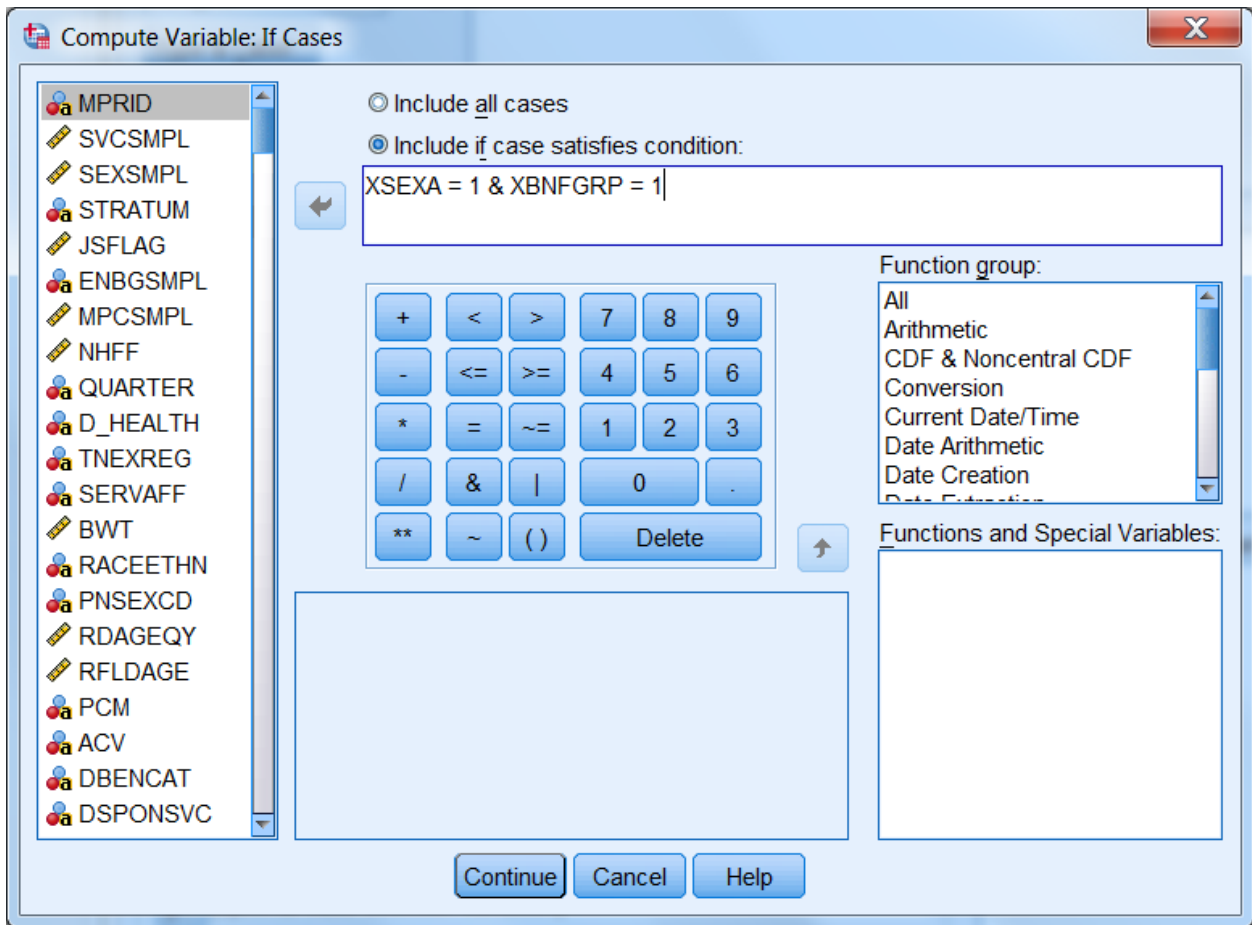 Compute Variable: If Cases
X
MPRID
SVCSMPL
SEXSMPL
STRATUM
JSFLAG
ENBGSMPL
MPCSMPL
NHFF
QUARTER
D_HEALTH
TNEXREG
SERVAFF
BWT
RACEETHN
PNSEXCD
RDAGEQY
RFLDAGE
PCM
ACV
DBENCAT
DSPONSVC
Include all cases
Include if case satisfies condition:
XSEXA = 1 & XBNFGRP = 1
+ < > 7 8 9
- <= >= 4 5 6
* = ~= 1 2 3
/ & | 0 .
** ~ ( ) Delete
Function group:
All
Arithmetic
CDF & Noncentral CDF
Conversion
Current Date/Time
Date Arithmetic
Date Creation
Date Extraction
Functions and Special Variables:
Continue Cancel Help